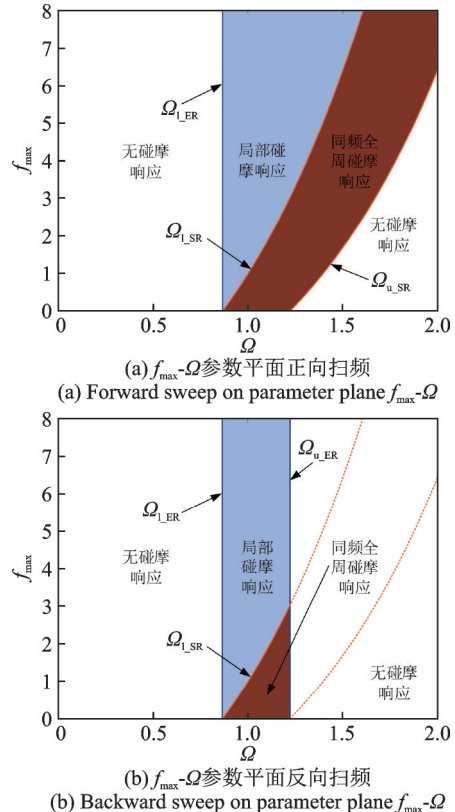 8
7
6
5
4
3
2
1
0
f_max
Ω_l_ER
无碰摩
响应
局部碰
摩响应
同频全
周碰摩
响应
无碰摩
响应
Ω_l_SR
Ω_u_SR
0 0.5 1.0 1.5 2.0
Ω
(a) f_max-Ω参数平面正向扫频
(a) Forward sweep on parameter plane f_max-Ω
8
7
6
5
4
3
2
1
0
f_max
Ω_u_ER
Ω_l_ER
无碰摩
响应
局部
碰摩
响应
同频全
周碰摩
响应
Ω_l_SR
无碰摩
响应
0 0.5 1.0 1.5 2.0
Ω
(b) f_max-Ω参数平面反向扫频
(b) Backward sweep on parameter plane f_max-Ω